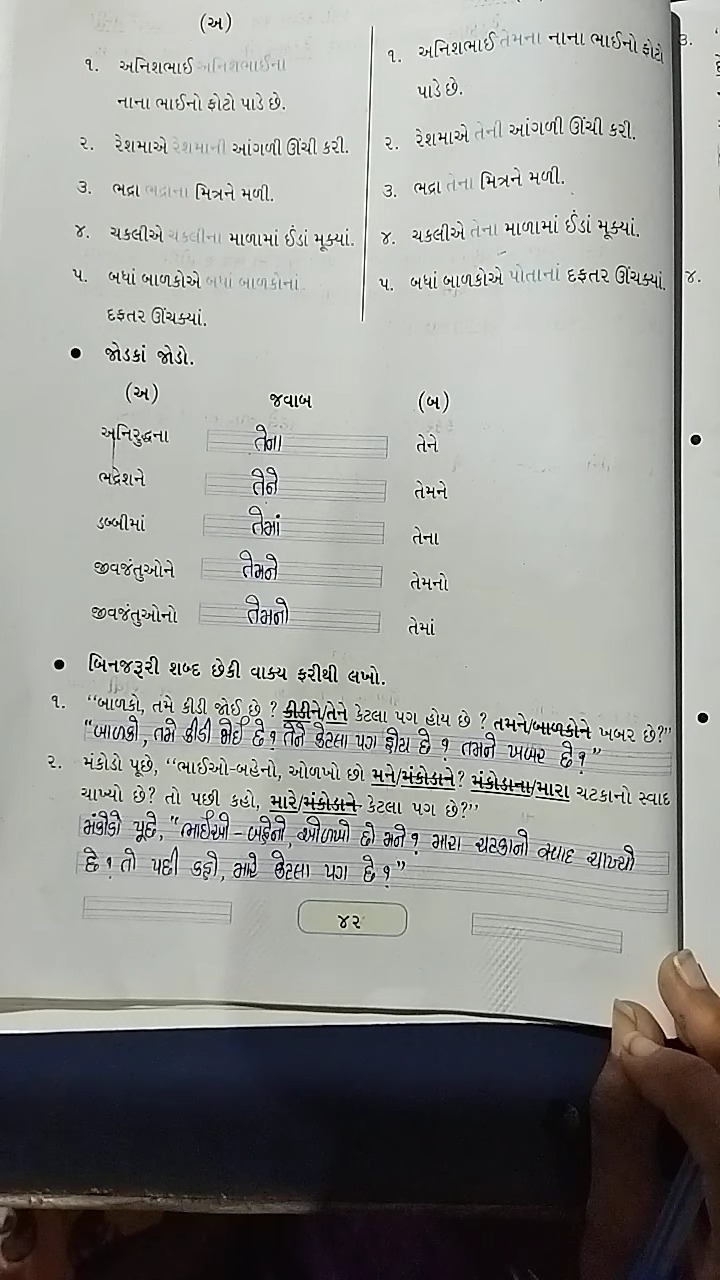 (અ)
૧. અનિશભાઈ અનિશભાઈના
નાના ભાઈનો ફોટો પાડે છે.
૨. રેશમાએ રેશમાની આંગળી ઊંચી કરી.
૩. ભદ્રા ભદ્રાના મિત્રને મળી.
૪. ચકલીએ ચકલીના માળામાં ઈંડાં મૂક્યાં.
૫. બધાં બાળકોએ બધાં બાળકોનાં
દફતર ઊંચક્યાં.
૧. અનિશભાઈ તેમના નાના ભાઈનો ફોટો
પાડે છે.
૨. રેશમાએ તેની આંગળી ઊંચી કરી.
૩. ભદ્રા તેના મિત્રને મળી.
૪. ચકલીએ તેના માળામાં ઈંડાં મૂક્યાં.
૫. બધાં બાળકોએ પોતાનાં દફતર ઊંચક્યાં.
૩.
૪.
• જોડકાં જોડો.
(અ) જવાબ (બ)
અનિરુદ્ધના તેના તેને
ભદ્રેશને તેને તેમને
ડબ્બીમાં તેમાં તેના
જીવજંતુઓને તેમને તેમનો
જીવજંતુઓનો તેમનો તેમાં
• બિનજરૂરી શબ્દ છેકી વાક્ય ફરીથી લખો.
૧. “બાળકો, તમે કીડી જોઈ છે ? કીડીને/તેને કેટલા પગ હોય છે ? તમને/બાળકોને ખબર છે?”
“બાળકો, તમે કીડી જોઈ છે ? તેને કેટલા પગ હોય છે ? તમને ખબર છે ?”
૨. મંકોડો પૂછે, “ભાઈઓ-બહેનો, ઓળખો છો મને/મંકોડાને? મંકોડાના/મારા ચટકાનો સ્વાદ
ચાખ્યો છે? તો પછી કહો, મારે/મંકોડાને કેટલા પગ છે?”
મંકોડો પૂછે, “ભાઈઓ - બહેનો, ઓળખો છો મને ? મારા ચટકાનો સ્વાદ ચાખ્યો
છે ? તો પછી કહો, મારે કેટલા પગ છે ?”
૪૨